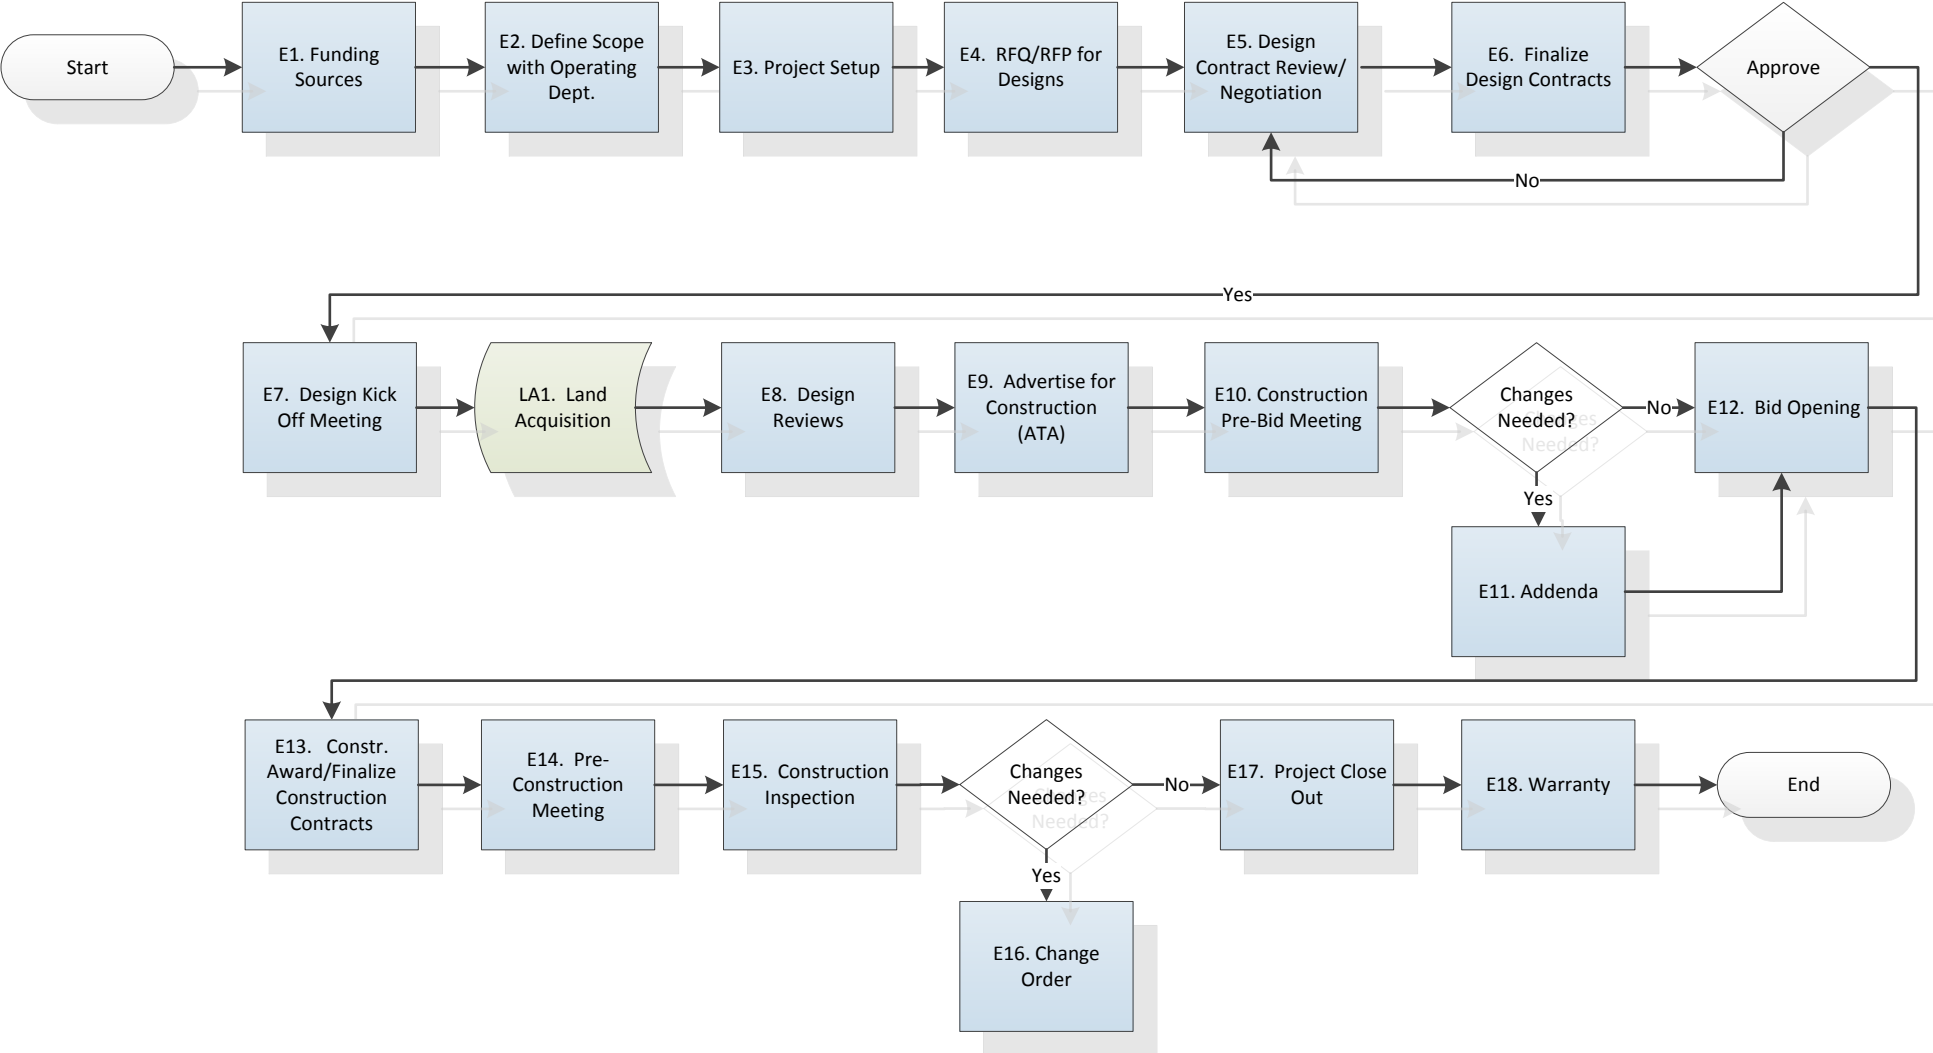 Start
E1. Funding
Sources
E2. Define Scope
with Operating
Dept.
E3. Project Setup
E4.  RFQ/RFP for
Designs
E5. Design
Contract Review/
Negotiation
E6.  Finalize
Design Contracts
Approve
No
Yes
E7.  Design Kick
Off Meeting
LA1.  Land
Acquisition
E8.  Design
Reviews
E9.  Advertise for
Construction
(ATA)
E10. Construction
Pre-Bid Meeting
Changes
Needed?
No
E12.  Bid Opening
Yes
E11. Addenda
E13.   Constr.
Award/Finalize
Construction
Contracts
E14.  Pre-
Construction
Meeting
E15.  Construction
Inspection
Changes
Needed?
No
E17.  Project Close
Out
E18. Warranty
End
Yes
E16. Change
Order